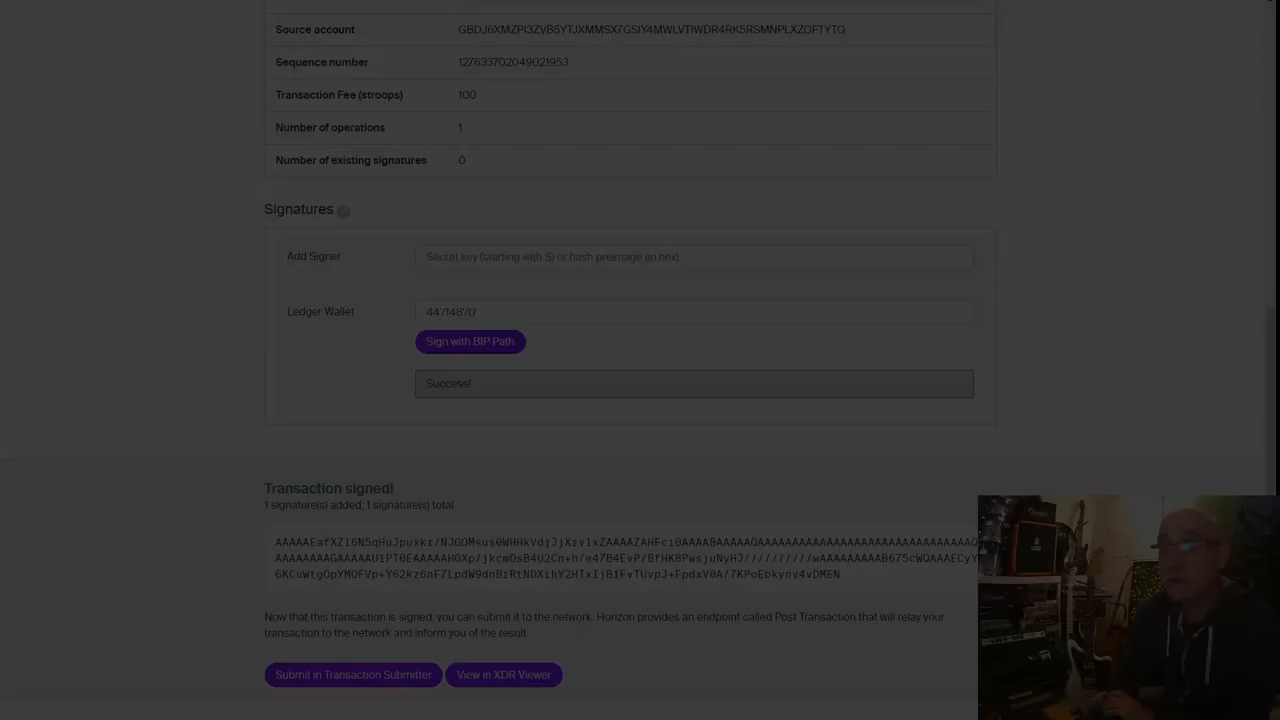 Source account GBDJ6XMZPI3ZVB5YTJXMMSX7GSIY4MWLVTIWDR4RK5RSMNPLXZOFTYTQ
Sequence number 127633702049021953
Transaction Fee (stroops) 100
Number of operations 1
Number of existing signatures 0
Signatures
Add Signer Secret key (starting with S) or hash preimage (in hex)
Ledger Wallet 44'/148'/0'
Sign with BIP Path
Success!
Transaction signed!
1 signature(s) added; 1 signature(s) total
Now that this transaction is signed, you can submit it to the network. Horizon provides an endpoint called Post Transaction that will relay your
transaction to the network and inform you of the result.
Submit in Transaction Submitter View in XDR Viewer